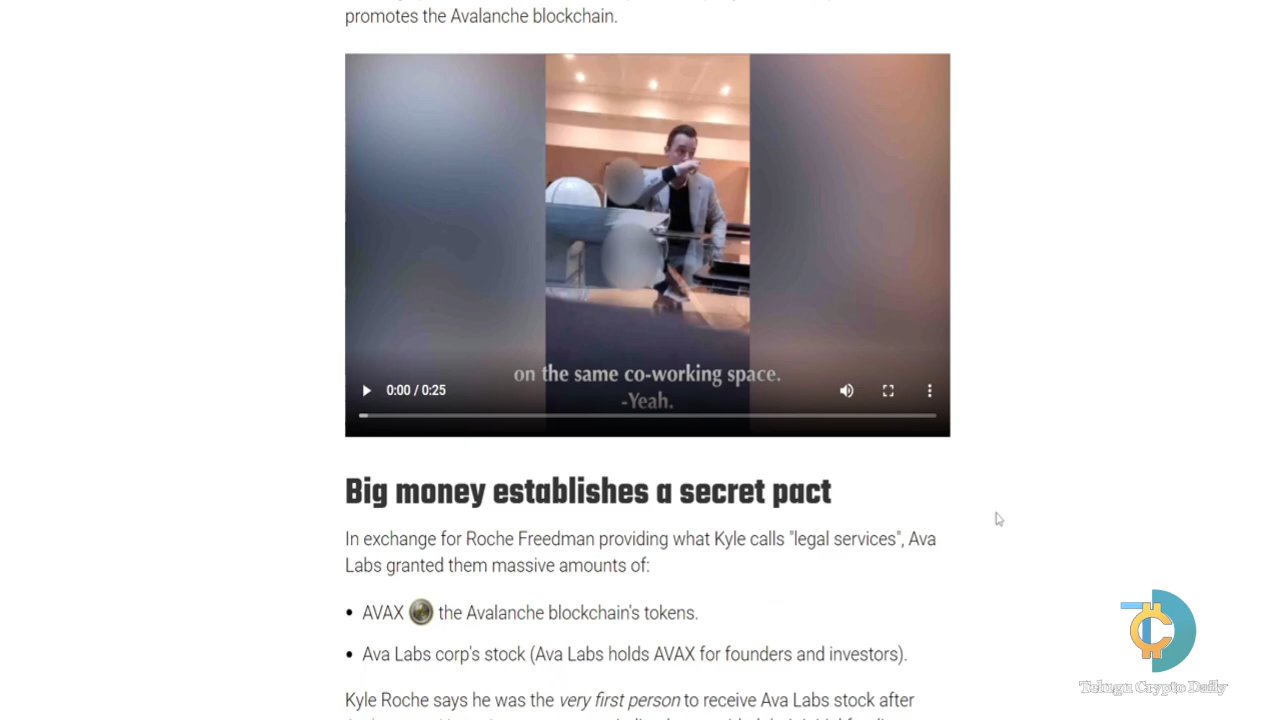 promotes the Avalanche blockchain.
on the same co-working space.
-Yeah.
0:00 / 0:25
Big money establishes a secret pact
In exchange for Roche Freedman providing what Kyle calls "legal services", Ava
Labs granted them massive amounts of:
• AVAX the Avalanche blockchain's tokens.
• Ava Labs corp's stock (Ava Labs holds AVAX for founders and investors).
Kyle Roche says he was the very first person to receive Ava Labs stock after
Telugu Crypto Daily